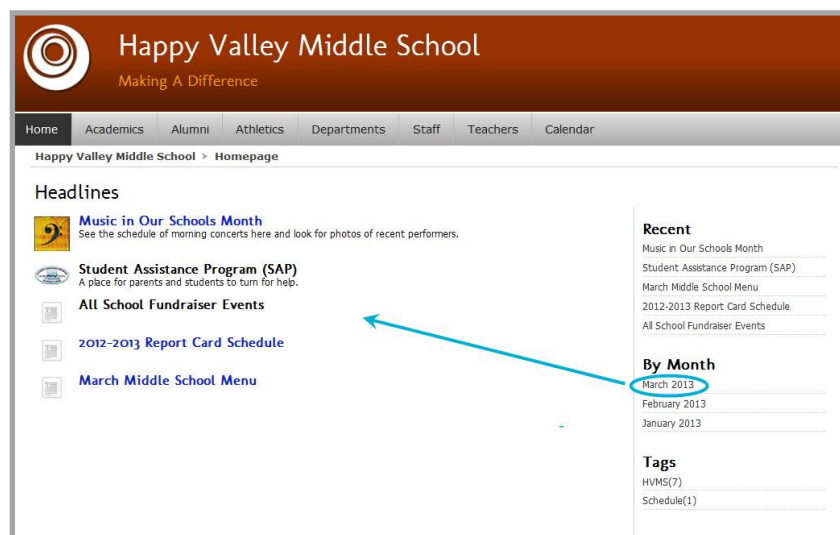 Happy Valley Middle School
Making A Difference
Home Academics Alumni Athletics Departments Staff Teachers Calendar
Happy Valley Middle School > Homepage
Headlines
Music in Our Schools Month
See the schedule of morning concerts here and look for photos of recent performers.
Student Assistance Program (SAP)
A place for parents and students to turn for help.
All School Fundraiser Events
2012-2013 Report Card Schedule
March Middle School Menu
Recent
Music in Our Schools Month
Student Assistance Program (SAP)
March Middle School Menu
2012-2013 Report Card Schedule
All School Fundraiser Events
By Month
March 2013
February 2013
January 2013
Tags
HVMS(7)
Schedule(1)